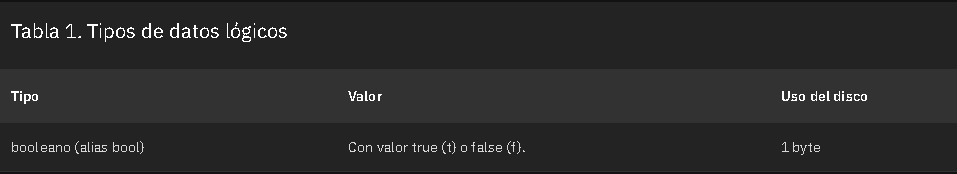 Tabla 1. Tipos de datos lógicos
Tipo Valor Uso del disco
booleano (alias bool) Con valor true (t) o false (f). 1 byte